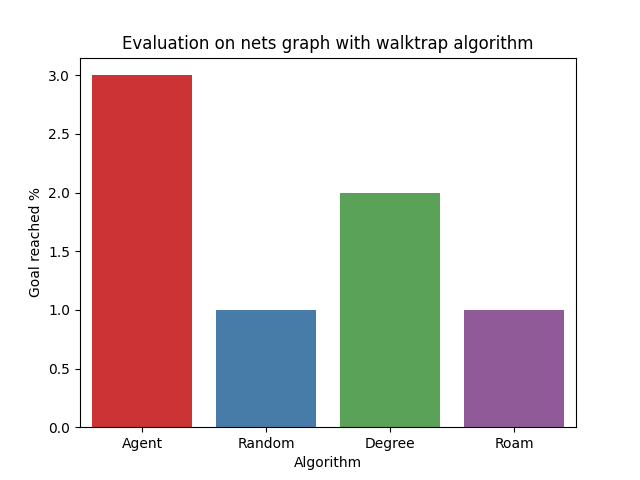 Evaluation on nets graph with walktrap algorithm
3.0
2.5
2.0
1.5
1.0
0.5
0.0
Goal reached %
Agent Random Degree Roam
Algorithm